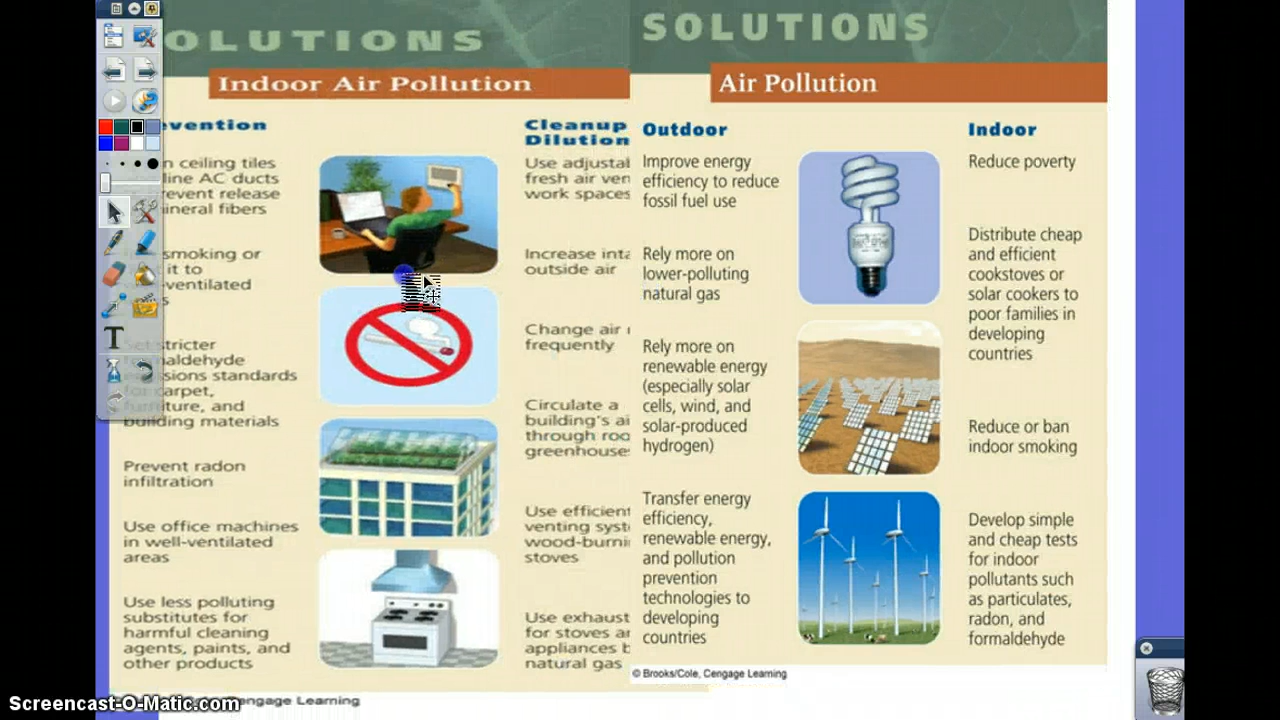 OLUTIONS
Indoor Air Pollution
vention
ceiling tiles
line AC ducts
revent release
ineral fibers
smoking or
it to
ventilated
s
Set stricter
maldehyde
ssions standards
for carpet,
furniture, and
building materials
Prevent radon
infiltration
Use office machines
in well-ventilated
areas
Use less polluting
substitutes for
harmful cleaning
agents, paints, and
other products
Cleanup
Dilution
Use adjustal
fresh air ven
work spaces
Increase inta
outside air
Change air
frequently
Circulate a
building's ai
through roo
greenhouse
Use efficient
venting syst
wood-burni
stoves
Use exhaust
for stoves ar
appliances b
natural gas
engage Learning
SOLUTIONS
Air Pollution
Outdoor
Improve energy
efficiency to reduce
fossil fuel use
Rely more on
lower-polluting
natural gas
Rely more on
renewable energy
(especially solar
cells, wind, and
solar-produced
hydrogen)
Transfer energy
efficiency,
renewable energy,
and pollution
prevention
technologies to
developing
countries
Indoor
Reduce poverty
Distribute cheap
and efficient
cookstoves or
solar cookers to
poor families in
developing
countries
Reduce or ban
indoor smoking
Develop simple
and cheap tests
for indoor
pollutants such
as particulates,
radon, and
formaldehyde
© Brooks/Cole, Cengage Learning
T
Screencast-O-Matic.com